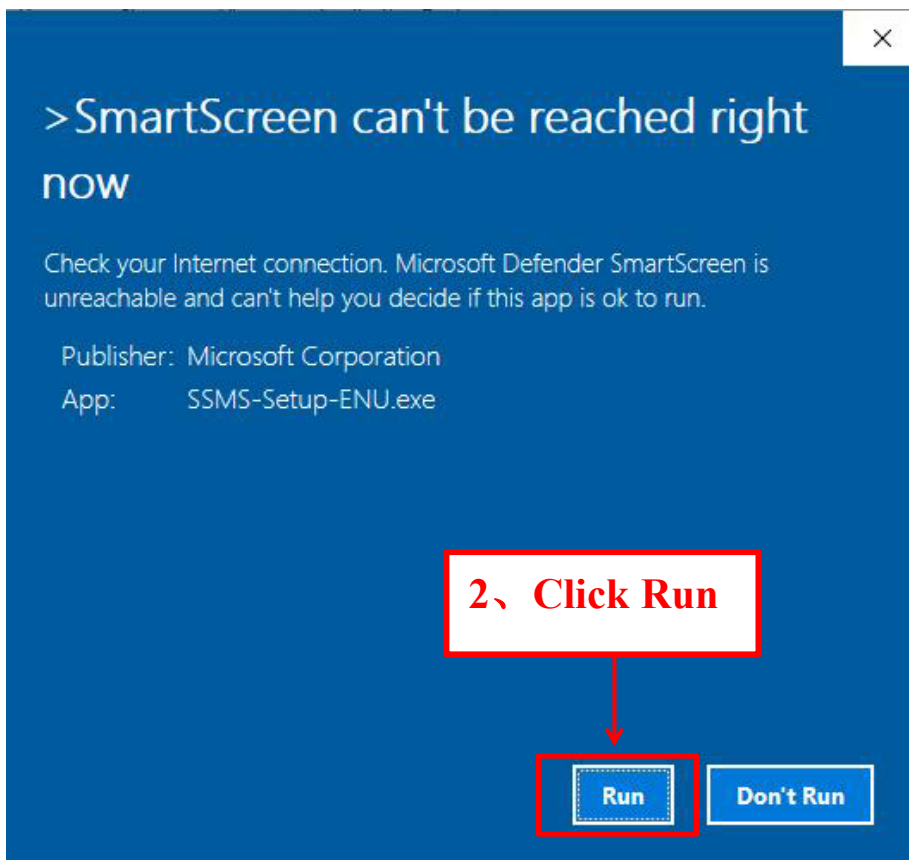 >SmartScreen can't be reached right
now
Check your Internet connection. Microsoft Defender SmartScreen is
unreachable and can't help you decide if this app is ok to run.
Publisher: Microsoft Corporation
App: SSMS-Setup-ENU.exe
2、Click Run
Run Don't Run